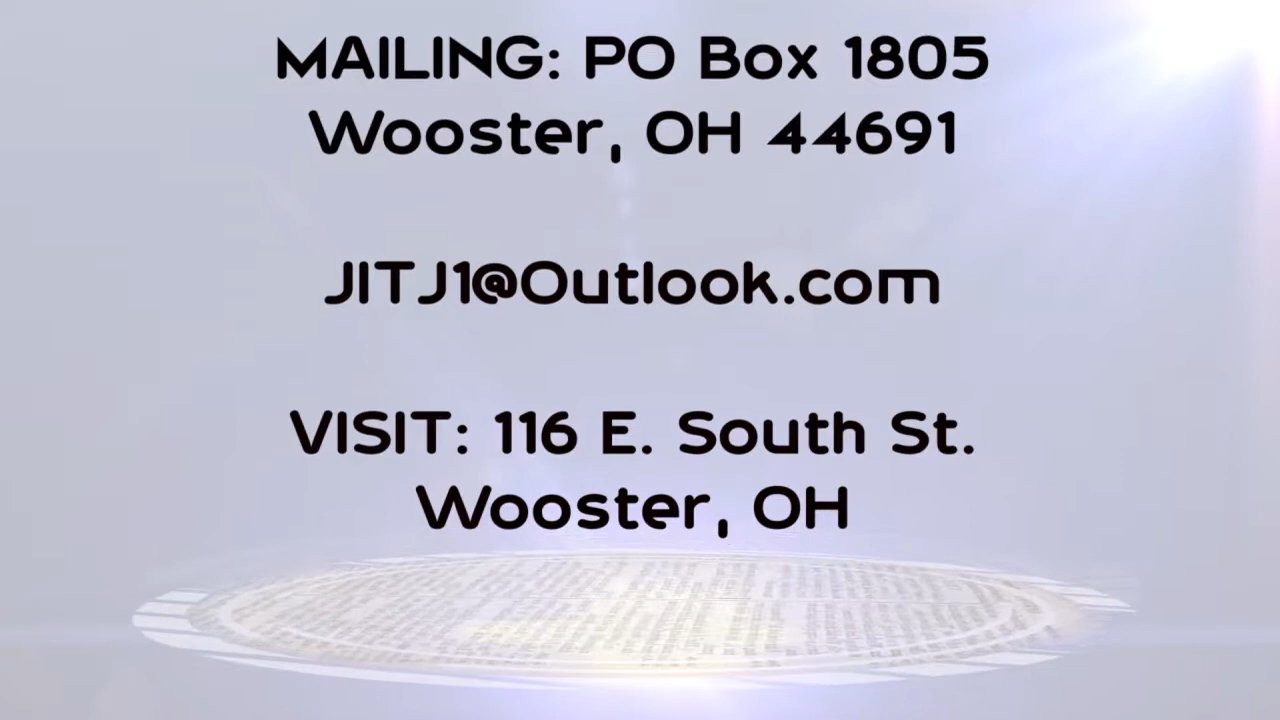 MAILING: PO Box 1805
Wooster, OH 44691
JITJ1@Outlook.com
VISIT: 116 E. South St.
Wooster, OH